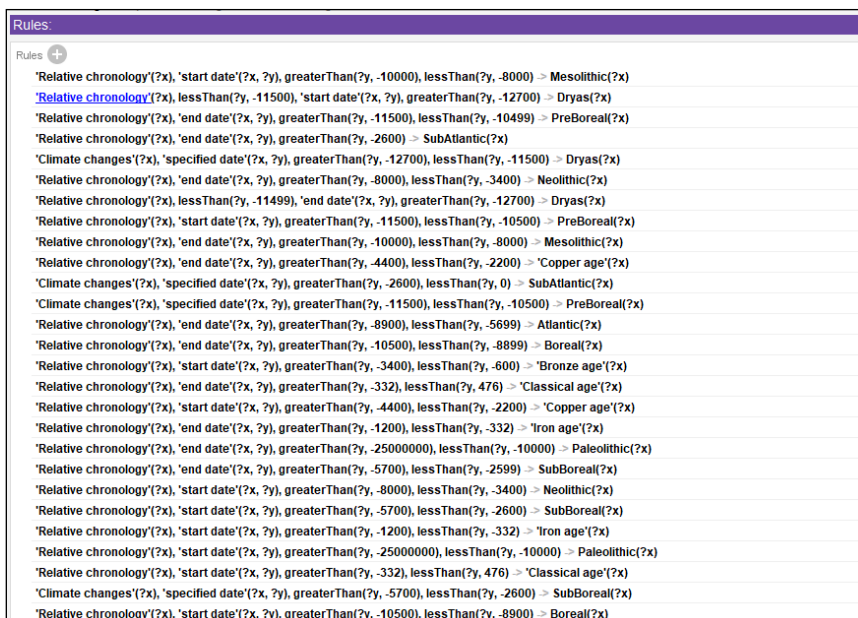 Rules:
Rules
'Relative chronology'(?x), 'start date'(?x, ?y), greaterThan(?y, -10000), lessThan(?y, -8000) -> Mesolithic(?x)
'Relative chronology'(?x), lessThan(?y, -11500), 'start date'(?x, ?y), greaterThan(?y, -12700) -> Dryas(?x)
'Relative chronology'(?x), 'end date'(?x, ?y), greaterThan(?y, -11500), lessThan(?y, -10499) -> PreBoreal(?x)
'Relative chronology'(?x), 'end date'(?x, ?y), greaterThan(?y, -2600) -> SubAtlantic(?x)
'Climate changes'(?x), 'specified date'(?x, ?y), greaterThan(?y, -12700), lessThan(?y, -11500) -> Dryas(?x)
'Relative chronology'(?x), 'end date'(?x, ?y), greaterThan(?y, -8000), lessThan(?y, -3400) -> Neolithic(?x)
'Relative chronology'(?x), lessThan(?y, -11499), 'end date'(?x, ?y), greaterThan(?y, -12700) -> Dryas(?x)
'Relative chronology'(?x), 'start date'(?x, ?y), greaterThan(?y, -11500), lessThan(?y, -10500) -> PreBoreal(?x)
'Relative chronology'(?x), 'end date'(?x, ?y), greaterThan(?y, -10000), lessThan(?y, -8000) -> Mesolithic(?x)
'Relative chronology'(?x), 'end date'(?x, ?y), greaterThan(?y, -4400), lessThan(?y, -2200) -> 'Copper age'(?x)
'Climate changes'(?x), 'specified date'(?x, ?y), greaterThan(?y, -2600), lessThan(?y, 0) -> SubAtlantic(?x)
'Climate changes'(?x), 'specified date'(?x, ?y), greaterThan(?y, -11500), lessThan(?y, -10500) -> PreBoreal(?x)
'Relative chronology'(?x), 'end date'(?x, ?y), greaterThan(?y, -8900), lessThan(?y, -5699) -> Atlantic(?x)
'Relative chronology'(?x), 'end date'(?x, ?y), greaterThan(?y, -10500), lessThan(?y, -8899) -> Boreal(?x)
'Relative chronology'(?x), 'start date'(?x, ?y), greaterThan(?y, -3400), lessThan(?y, -600) -> 'Bronze age'(?x)
'Relative chronology'(?x), 'end date'(?x, ?y), greaterThan(?y, -332), lessThan(?y, 476) -> 'Classical age'(?x)
'Relative chronology'(?x), 'start date'(?x, ?y), greaterThan(?y, -4400), lessThan(?y, -2200) -> 'Copper age'(?x)
'Relative chronology'(?x), 'end date'(?x, ?y), greaterThan(?y, -1200), lessThan(?y, -332) -> 'Iron age'(?x)
'Relative chronology'(?x), 'end date'(?x, ?y), greaterThan(?y, -25000000), lessThan(?y, -10000) -> Paleolithic(?x)
'Relative chronology'(?x), 'end date'(?x, ?y), greaterThan(?y, -5700), lessThan(?y, -2599) -> SubBoreal(?x)
'Relative chronology'(?x), 'start date'(?x, ?y), greaterThan(?y, -8000), lessThan(?y, -3400) -> Neolithic(?x)
'Relative chronology'(?x), 'start date'(?x, ?y), greaterThan(?y, -5700), lessThan(?y, -2600) -> SubBoreal(?x)
'Relative chronology'(?x), 'start date'(?x, ?y), greaterThan(?y, -1200), lessThan(?y, -332) -> 'Iron age'(?x)
'Relative chronology'(?x), 'start date'(?x, ?y), greaterThan(?y, -25000000), lessThan(?y, -10000) -> Paleolithic(?x)
'Relative chronology'(?x), 'start date'(?x, ?y), greaterThan(?y, -332), lessThan(?y, 476) -> 'Classical age'(?x)
'Climate changes'(?x), 'specified date'(?x, ?y), greaterThan(?y, -5700), lessThan(?y, -2600) -> SubBoreal(?x)
'Relative chronology'(?x), 'start date'(?x, ?y), greaterThan(?y, -10500), lessThan(?y, -8900) -> Boreal(?x)